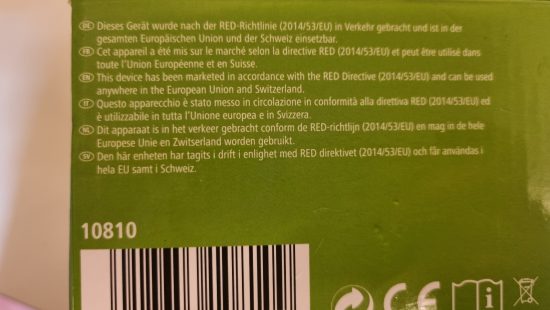 DE Dieses Gerät wurde nach der RED-Richtlinie (2014/53/EU) in Verkehr gebracht und ist in der
gesamten Europäischen Union und der Schweiz einsetzbar.
FR Cet appareil a été mis sur le marché selon la directive RED (2014/53/EU) et peut être utilisé dans
toute l'Union Européenne et en Suisse.
EN This device has been marketed in accordance with the RED Directive (2014/53/EU) and can be used
anywhere in the European Union and Switzerland.
IT Questo apparecchio è stato messo in circolazione in conformità alla direttiva RED (2014/53/EU) ed
è utilizzabile in tutta l'Unione europea e in Svizzera.
NL Dit apparaat is in het verkeer gebracht conform de RED-richtlijn (2014/53/EU) en mag in de hele
Europese Unie en Zwitserland worden gebruikt.
SV Den här enheten har tagits i drift i enlighet med RED direktivet (2014/53/EU) och får användas i
hela EU samt i Schweiz.
10810
CE i